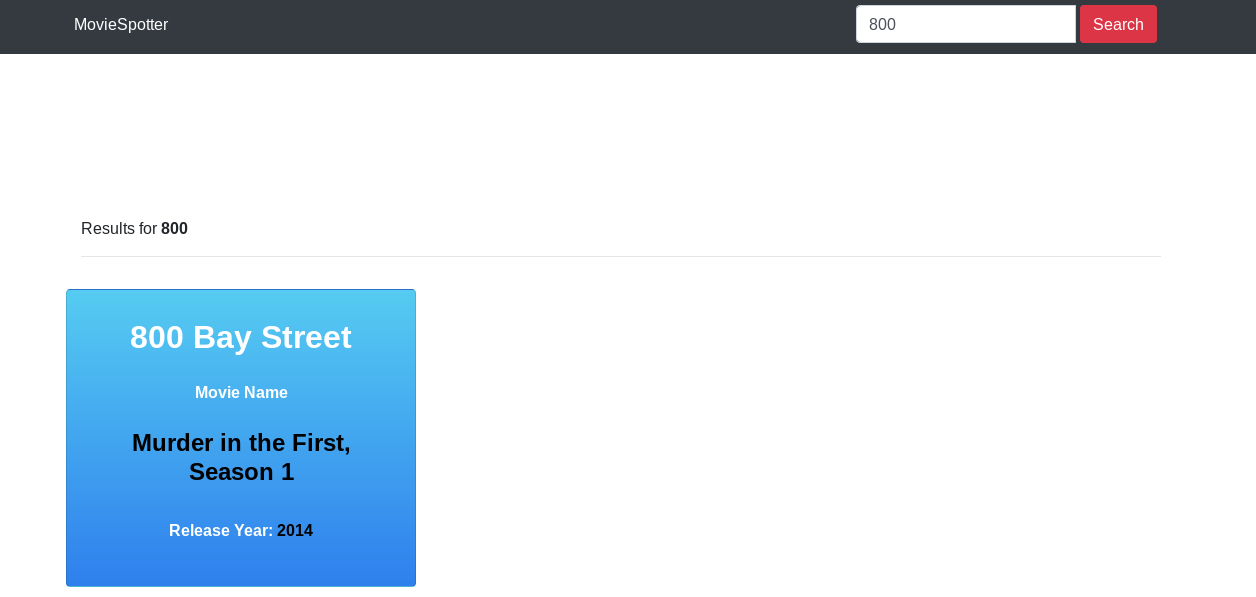 MovieSpotter
800
Search
Results for 800
800 Bay Street
Movie Name
Murder in the First,
Season 1
Release Year: 2014